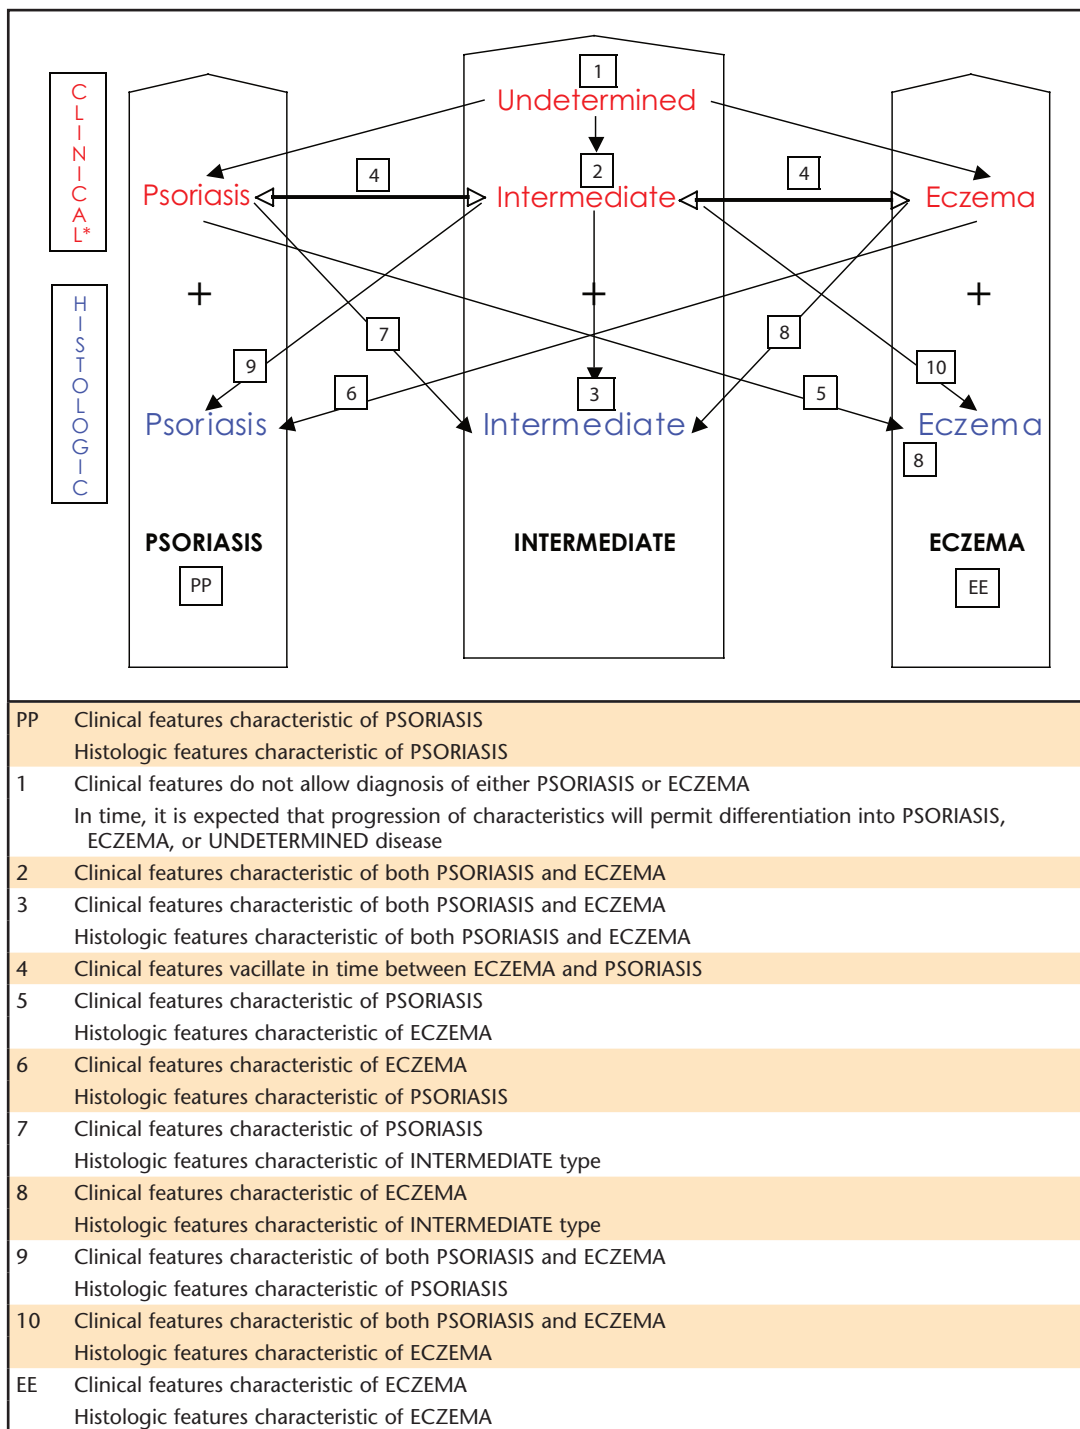 CLINICAL*
1
Undetermined
4
2
4
Psoriasis
Intermediate
Eczema
HISTOLOGIC
+
+
+
7
8
9
10
6
3
5
Psoriasis
Intermediate
Eczema
8
PSORIASIS
INTERMEDIATE
ECZEMA
PP
EE
PP Clinical features characteristic of PSORIASIS
Histologic features characteristic of PSORIASIS
1 Clinical features do not allow diagnosis of either PSORIASIS or ECZEMA
In time, it is expected that progression of characteristics will permit differentiation into PSORIASIS,
ECZEMA, or UNDETERMINED disease
2 Clinical features characteristic of both PSORIASIS and ECZEMA
3 Clinical features characteristic of both PSORIASIS and ECZEMA
Histologic features characteristic of both PSORIASIS and ECZEMA
4 Clinical features vacillate in time between ECZEMA and PSORIASIS
5 Clinical features characteristic of PSORIASIS
Histologic features characteristic of ECZEMA
6 Clinical features characteristic of ECZEMA
Histologic features characteristic of PSORIASIS
7 Clinical features characteristic of PSORIASIS
Histologic features characteristic of INTERMEDIATE type
8 Clinical features characteristic of ECZEMA
Histologic features characteristic of INTERMEDIATE type
9 Clinical features characteristic of both PSORIASIS and ECZEMA
Histologic features characteristic of PSORIASIS
10 Clinical features characteristic of both PSORIASIS and ECZEMA
Histologic features characteristic of ECZEMA
EE Clinical features characteristic of ECZEMA
Histologic features characteristic of ECZEMA